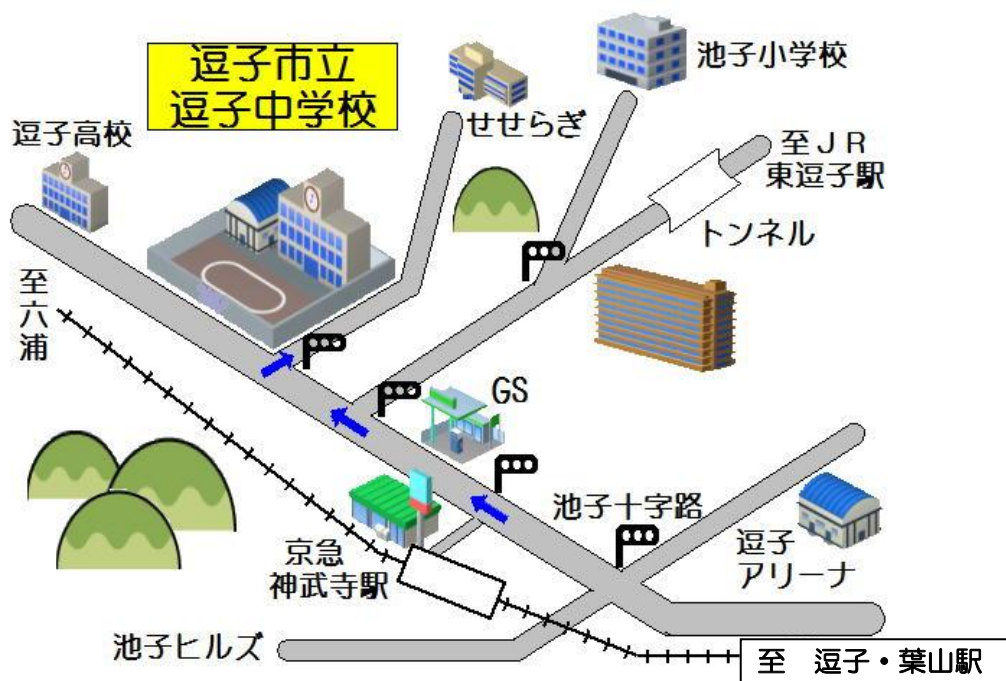 逗子市立
逗子中学校
池子小学校
せせらぎ
逗子高校
至JR
東逗子駅
トンネル
至六浦
GS
池子十字路
逗子
アリーナ
京急
神武寺駅
池子ヒルズ
至　逗子・葉山駅